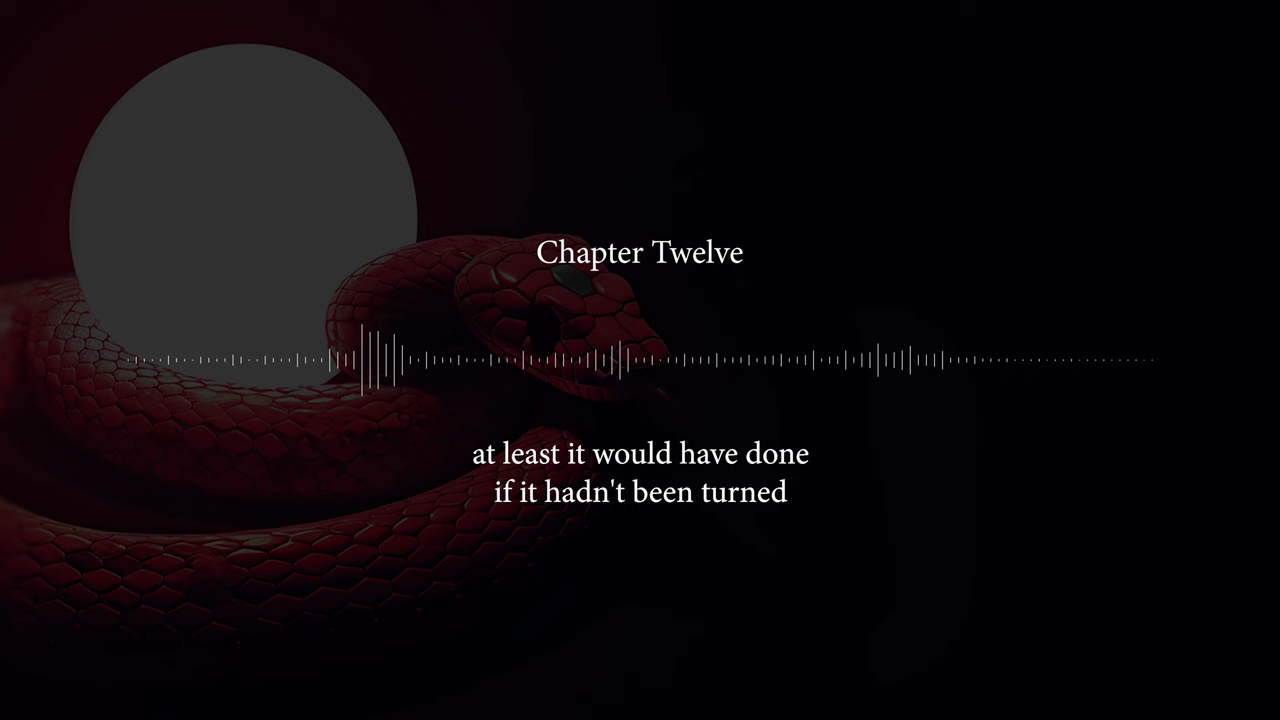 Chapter Twelve
at least it would have done
if it hadn't been turned